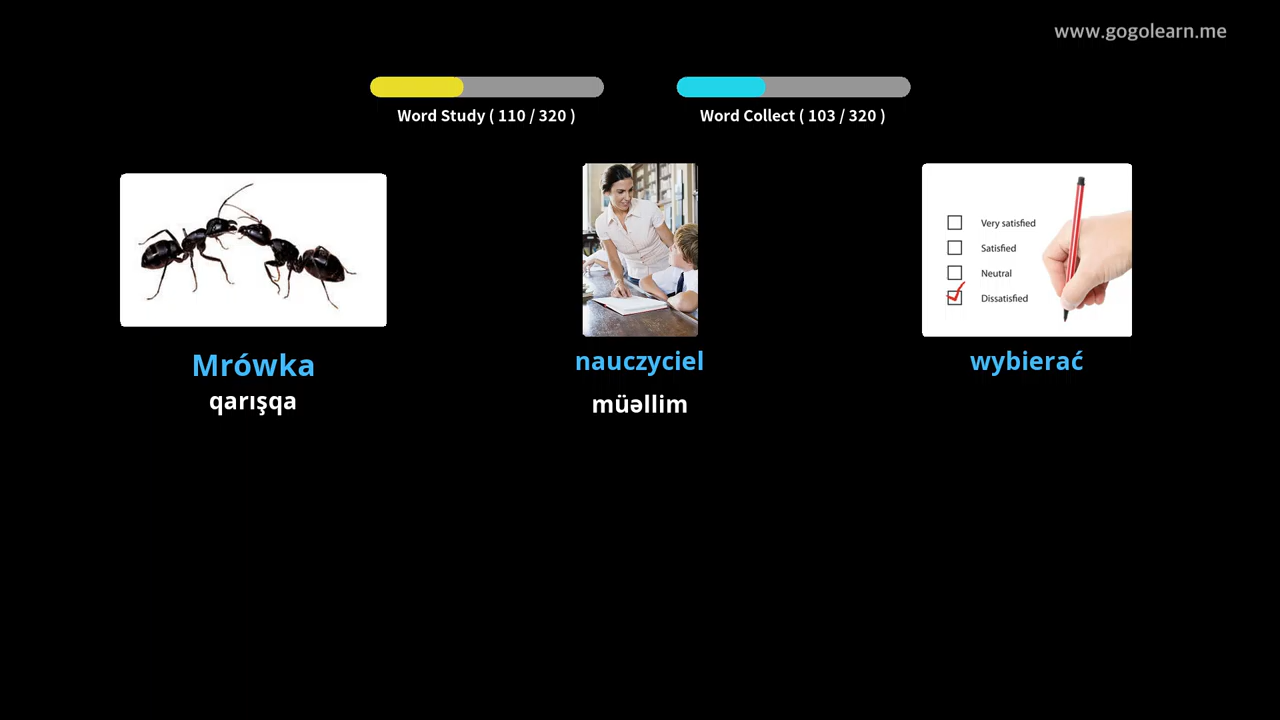 www.gogolearn.me
Word Study ( 110 / 320 )
Word Collect ( 103 / 320 )
Very satisfied
Satisfied
Neutral
Dissatisfied
Mrówka
nauczyciel
wybierać
qarışqa
müəllim